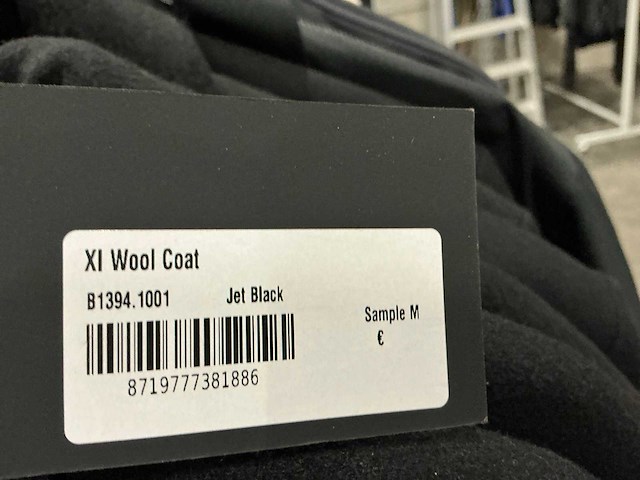 XI Wool Coat
B1394.1001 Jet Black
Sample M
€
8719777381886